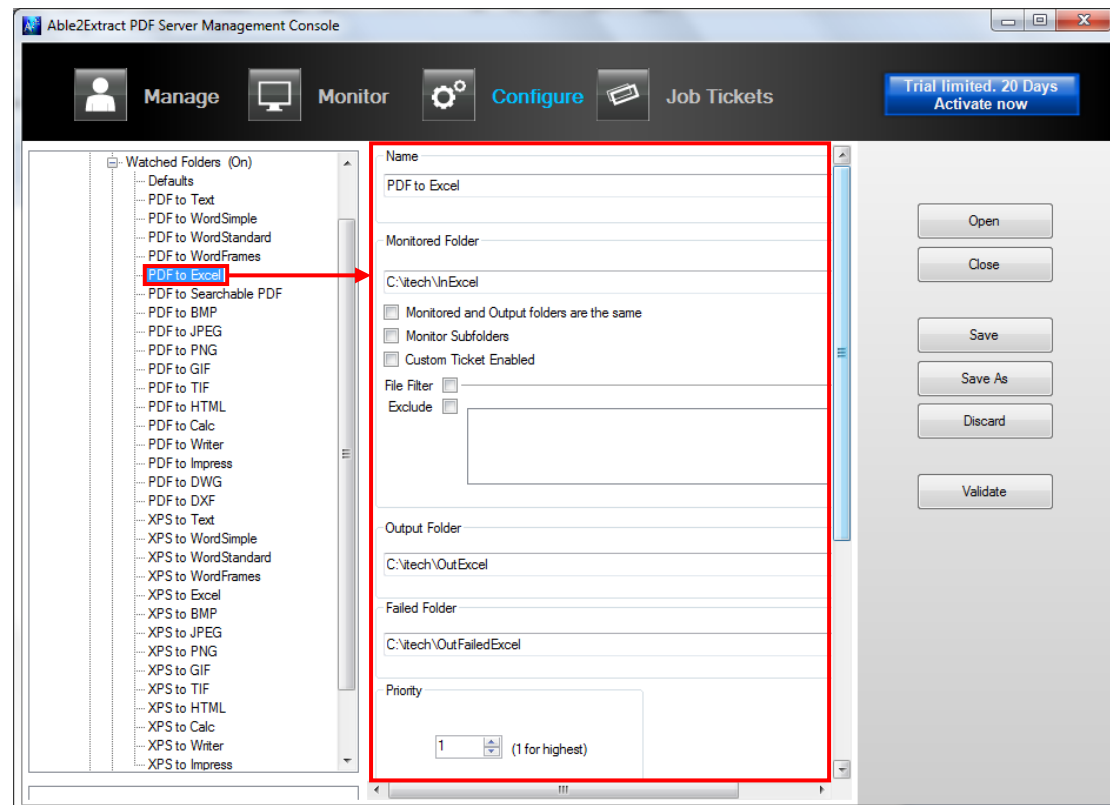 Able2Extract PDF Server Management Console
Manage
Monitor
Configure
Job Tickets
Trial limited. 20 Days
Activate now
Watched Folders (On)
Defaults
PDF to Text
PDF to WordSimple
PDF to WordStandard
PDF to WordFrames
PDF to Excel
PDF to Searchable PDF
PDF to BMP
PDF to JPEG
PDF to PNG
PDF to GIF
PDF to TIF
PDF to HTML
PDF to Calc
PDF to Writer
PDF to Impress
PDF to DWG
PDF to DXF
XPS to Text
XPS to WordSimple
XPS to WordStandard
XPS to WordFrames
XPS to Excel
XPS to BMP
XPS to JPEG
XPS to PNG
XPS to GIF
XPS to TIF
XPS to HTML
XPS to Calc
XPS to Writer
XPS to Impress
Name
PDF to Excel
Monitored Folder
C:\itech\InExcel
Monitored and Output folders are the same
Monitor Subfolders
Custom Ticket Enabled
File Filter
Exclude
Output Folder
C:\itech\OutExcel
Failed Folder
C:\itech\OutFailedExcel
Priority
1 (1 for highest)
Open
Close
Save
Save As
Discard
Validate